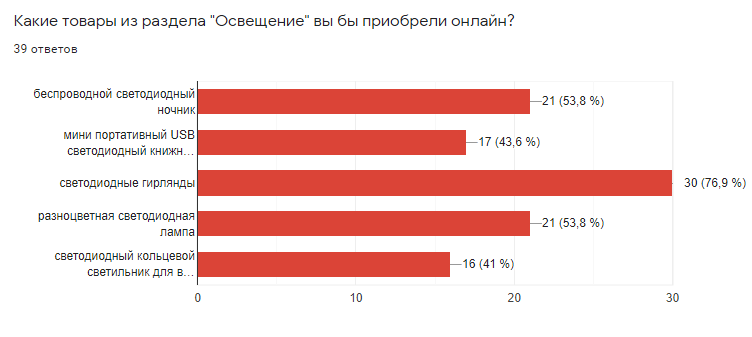 Какие товары из раздела "Освещение" вы бы приобрели онлайн?
39 ответов
беспроводной светодиодный
ночник
21 (53,8 %)
мини портативный USB
светодиодный книжн…
17 (43,6 %)
светодиодные гирлянды
30 (76,9 %)
разноцветная светодиодная
лампа
21 (53,8 %)
светодиодный кольцевой
светильник для в…
16 (41 %)
0 10 20 30